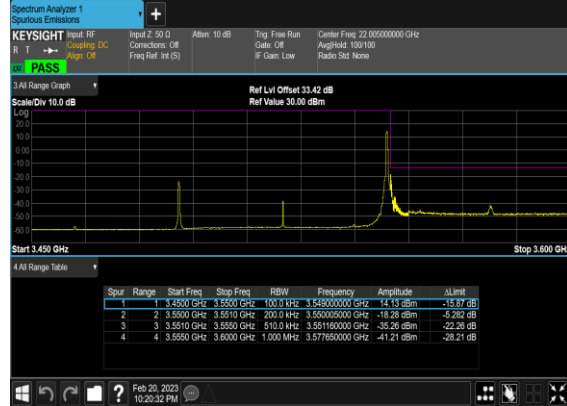 Spectrum Analyzer 1
Spurious Emissions
+
KEYSIGHT Input: RF Input Z: 50 Ω Atten: 10 dB Trig: Free Run Center Freq: 22.005000000 GHz
R T Coupling: DC Corrections: Off Gate: Off Avg|Hold: 100/100
Align: Off Freq Ref: Int (S) IF Gain: Low Radio Std: None
PASS
3 All Range Graph Ref Lvl Offset 33.42 dB
Scale/Div 10.0 dB Ref Value 30.00 dBm
Log
20.0
10.0
0.00
-10.0
-20.0
-30.0
-40.0
-50.0
-60.0
Start 3.450 GHz Stop 3.600 GHz
4 All Range Table
Spur Range Start Freq Stop Freq RBW Frequency Amplitude ΔLimit
1 1 3.4500 GHz 3.5500 GHz 100.0 kHz 3.549000000 GHz 14.13 dBm -15.87 dB
2 2 3.5500 GHz 3.5510 GHz 200.0 kHz 3.550005000 GHz -18.28 dBm -5.282 dB
3 3 3.5510 GHz 3.5550 GHz 510.0 kHz 3.551160000 GHz -35.26 dBm -22.26 dB
4 4 3.5550 GHz 3.6000 GHz 1.000 MHz 3.577650000 GHz -41.21 dBm -28.21 dB
? Feb 20, 2023
10:20:32 PM